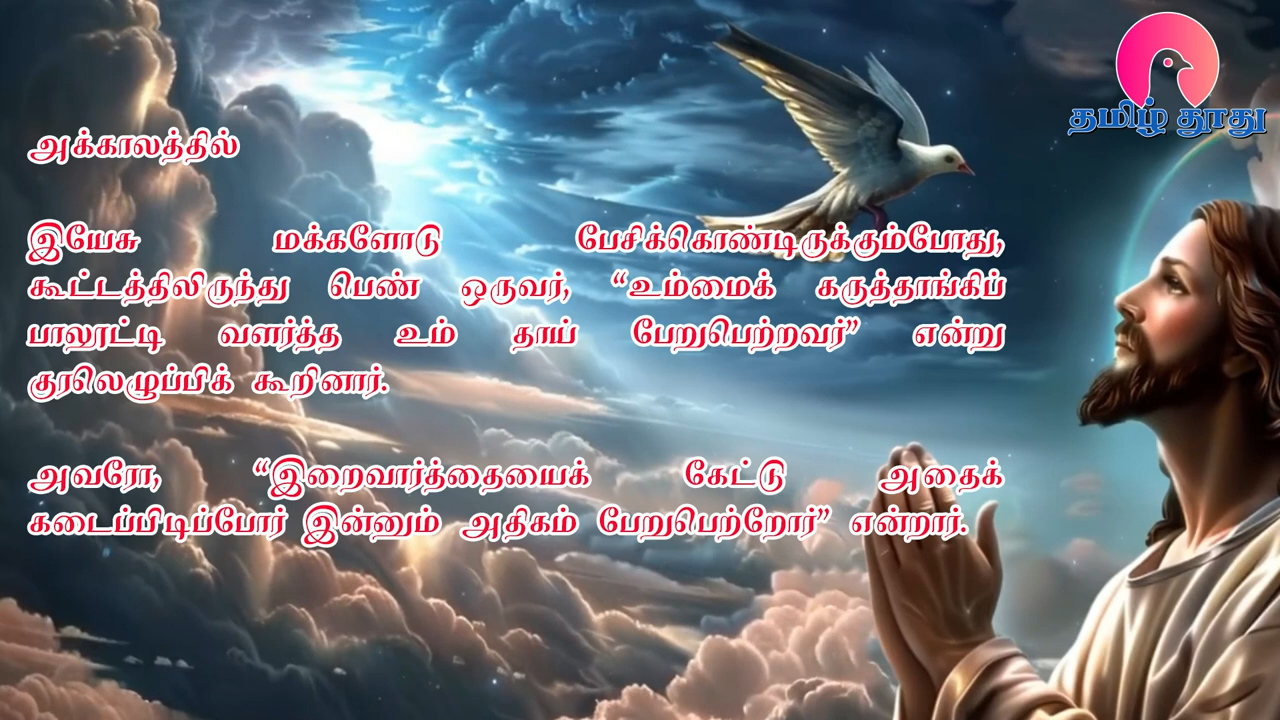 தமிழ் தூது
அக்காலத்தில்
இயேசு மக்களோடு பேசிக்கொண்டிருக்கும்போது,
கூட்டத்திலிருந்து பெண் ஒருவர், “உம்மைக் கருத்தாங்கிப்
பாலூட்டி வளர்த்த உம் தாய் பேறுபெற்றவர்” என்று
குரலெழுப்பிக் கூறினார்.
அவரோ, “இறைவார்த்தையைக் கேட்டு அதைக்
கடைப்பிடிப்போர் இன்னும் அதிகம் பேறுபெற்றோர்” என்றார்.